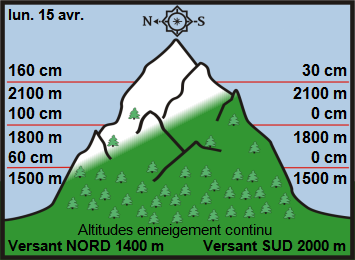 lun. 15 avr.
N S
160 cm 30 cm
2100 m 2100 m
100 cm 0 cm
1800 m 1800 m
60 cm 0 cm
1500 m 1500 m
Altitudes enneigement continu
Versant NORD 1400 m Versant SUD 2000 m